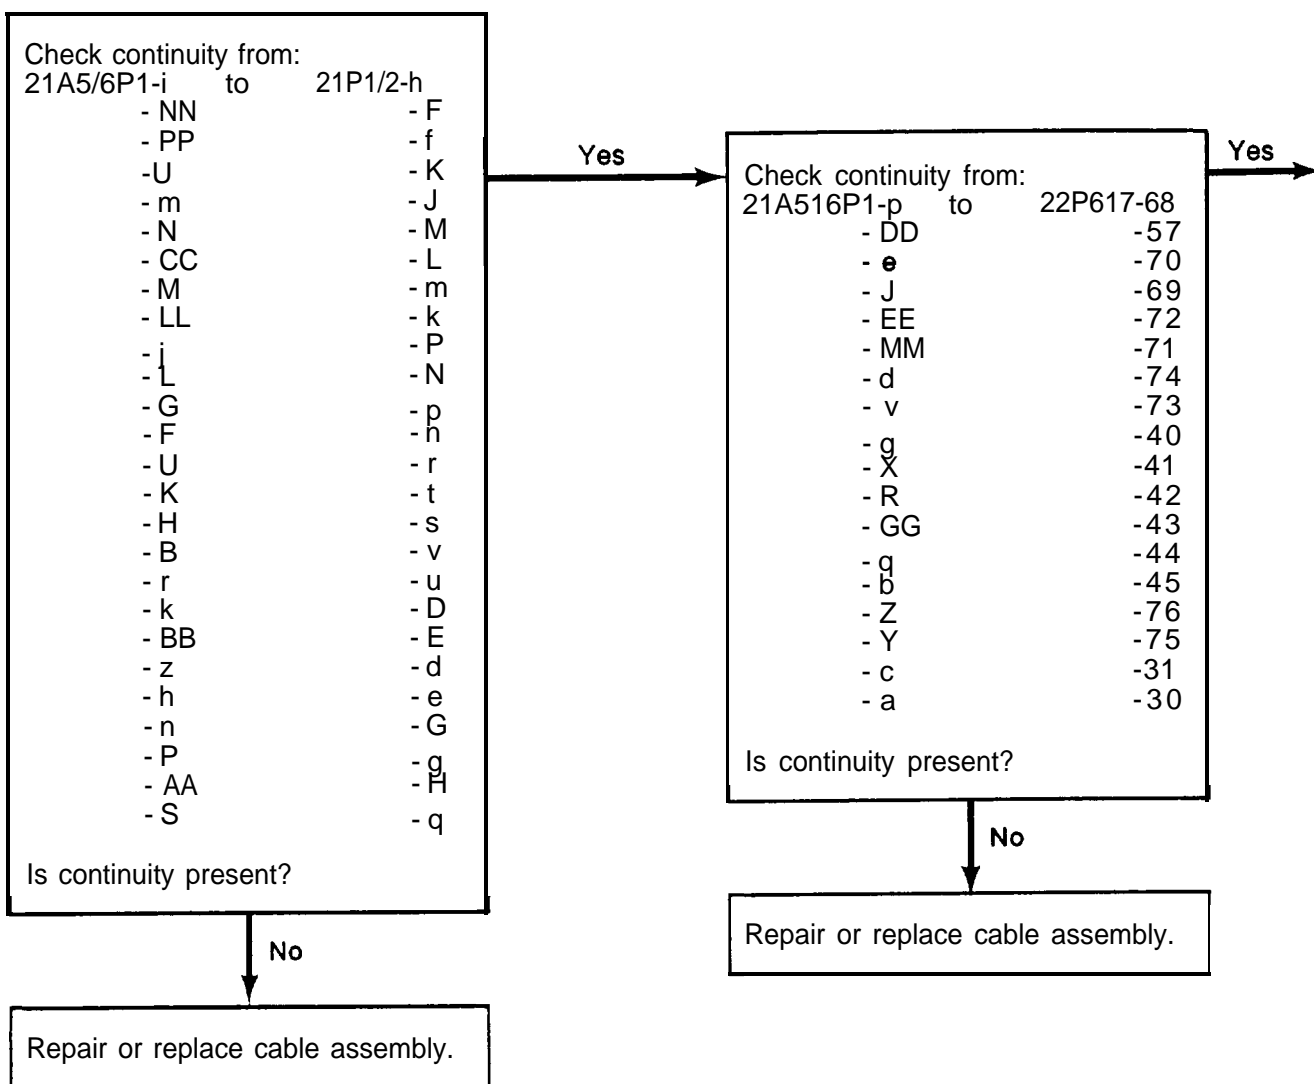 Check continuity from:
21A5/6P1-i to 21P1/2-h
- NN - F
- PP - f
-U - K
- m - J
- N - M
- CC - L
- M - m
- LL - k
- j - P
- L - N
- G - p
- F - n
- U - r
- K - t
- H - s
- B - v
- r - u
- k - D
- BB - E
- z - d
- h - e
- n - G
- P - g
- AA - H
- S - q
Is continuity present?
No
Repair or replace cable assembly.
Yes
Check continuity from:
21A516P1-p to 22P617-68
- DD -57
- e -70
- J -69
- EE -72
- MM -71
- d -74
- v -73
- g -40
- X -41
- R -42
- GG -43
- q -44
- b -45
- Z -76
- Y -75
- c -31
- a -30
Is continuity present?
No
Repair or replace cable assembly.
Yes